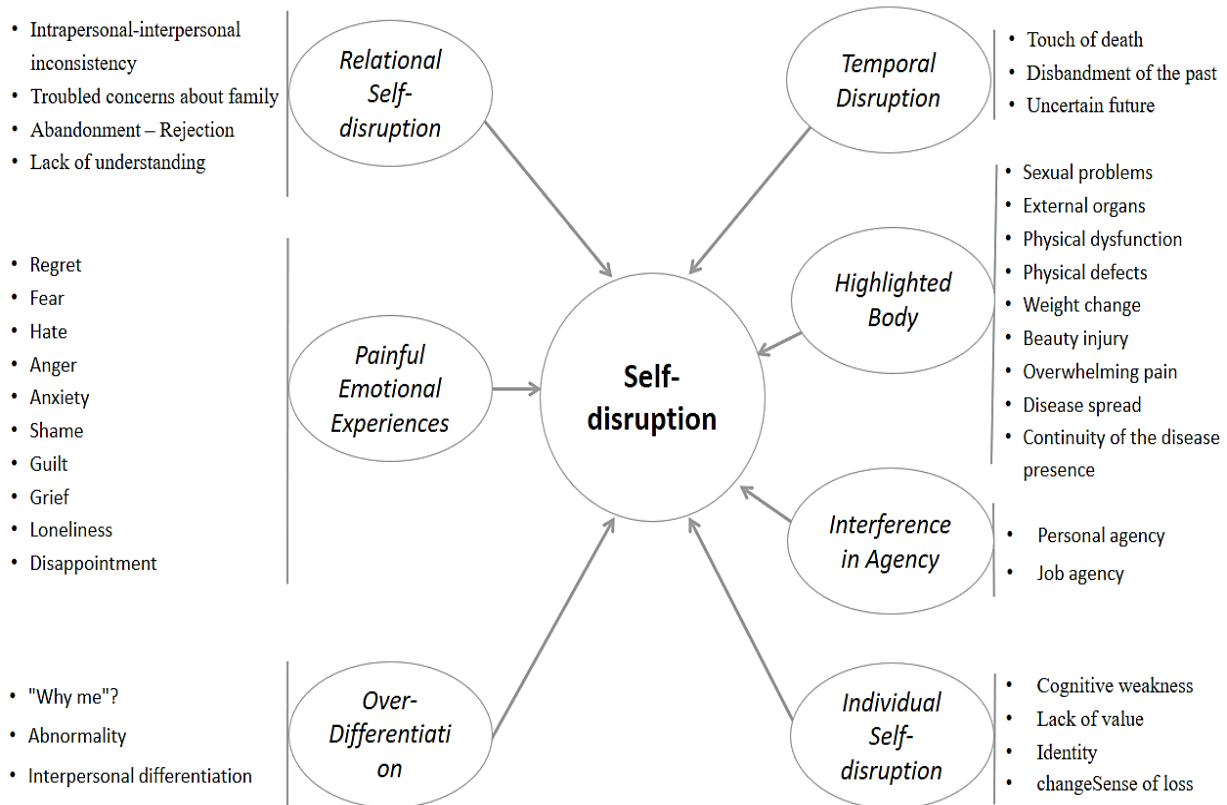 • Intrapersonal-interpersonal
inconsistency
• Troubled concerns about family
• Abandonment – Rejection
• Lack of understanding
Relational
Self-
disruption
Temporal
Disruption
• Touch of death
• Disbandment of the past
• Uncertain future
• Regret
• Fear
• Hate
• Anger
• Anxiety
• Shame
• Guilt
• Grief
• Loneliness
• Disappointment
Painful
Emotional
Experiences
Self-
disruption
Highlighted
Body
• Sexual problems
• External organs
• Physical dysfunction
• Physical defects
• Weight change
• Beauty injury
• Overwhelming pain
• Disease spread
• Continuity of the disease
presence
Interference
in Agency
• Personal agency
• Job agency
• "Why me"?
• Abnormality
• Interpersonal differentiation
Over-
Differentiati
on
Individual
Self-
disruption
• Cognitive weakness
• Lack of value
• Identity
• changeSense of loss